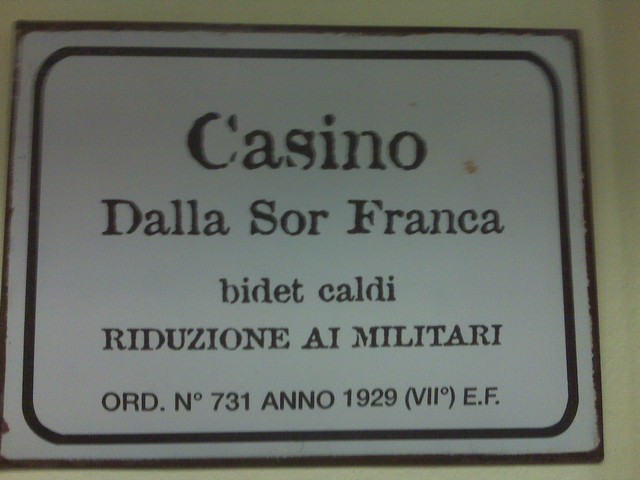 Casino
Dalla Sor Franca
bidet caldi
RIDUZIONE AI MILITARI
ORD. N° 731 ANNO 1929 (VII°) E.F.